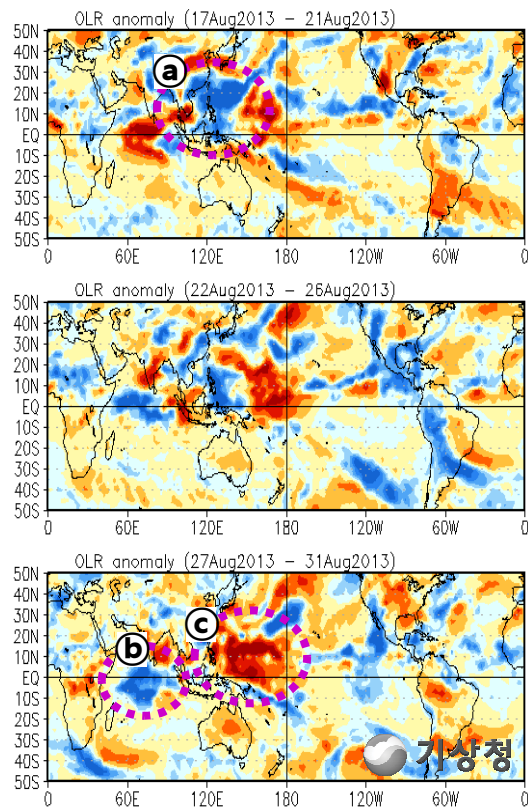 OLR anomaly (17Aug2013 - 21Aug2013)
50N
40N
30N
20N
10N
EQ
10S
20S
30S
40S
50S
0 60E 120E 180 120W 60W 0
ⓐ
OLR anomaly (22Aug2013 - 26Aug2013)
50N
40N
30N
20N
10N
EQ
10S
20S
30S
40S
50S
0 60E 120E 180 120W 60W 0
OLR anomaly (27Aug2013 - 31Aug2013)
50N
40N
30N
20N
10N
EQ
10S
20S
30S
40S
50S
0 60E 120E 180 120W 60W 0
ⓑ
ⓒ
기상청